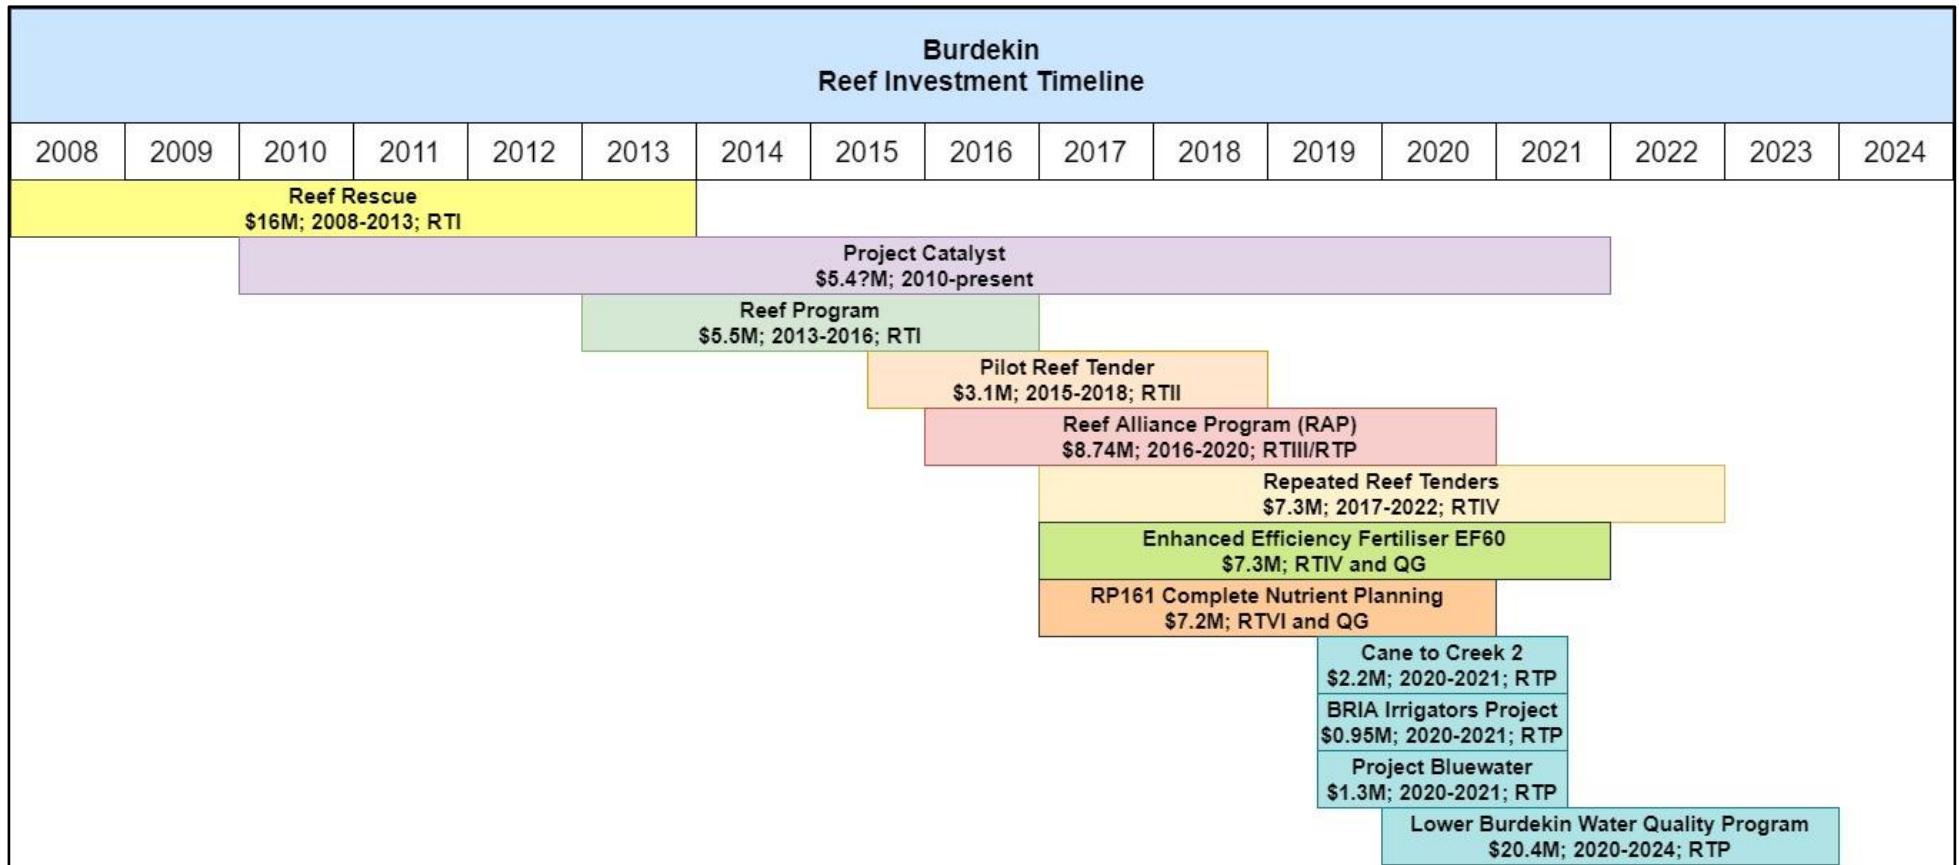 Burdekin
Reef Investment Timeline
2008 2009 2010 2011 2012 2013 2014 2015 2016 2017 2018 2019 2020 2021 2022 2023 2024
Reef Rescue
$16M; 2008-2013; RTI
Project Catalyst
$5.4?M; 2010-present
Reef Program
$5.5M; 2013-2016; RTI
Pilot Reef Tender
$3.1M; 2015-2018; RTII
Reef Alliance Program (RAP)
$8.74M; 2016-2020; RTIII/RTP
Repeated Reef Tenders
$7.3M; 2017-2022; RTIV
Enhanced Efficiency Fertiliser EF60
$7.3M; RTIV and QG
RP161 Complete Nutrient Planning
$7.2M; RTVI and QG
Cane to Creek 2
$2.2M; 2020-2021; RTP
BRIA Irrigators Project
$0.95M; 2020-2021; RTP
Project Bluewater
$1.3M; 2020-2021; RTP
Lower Burdekin Water Quality Program
$20.4M; 2020-2024; RTP